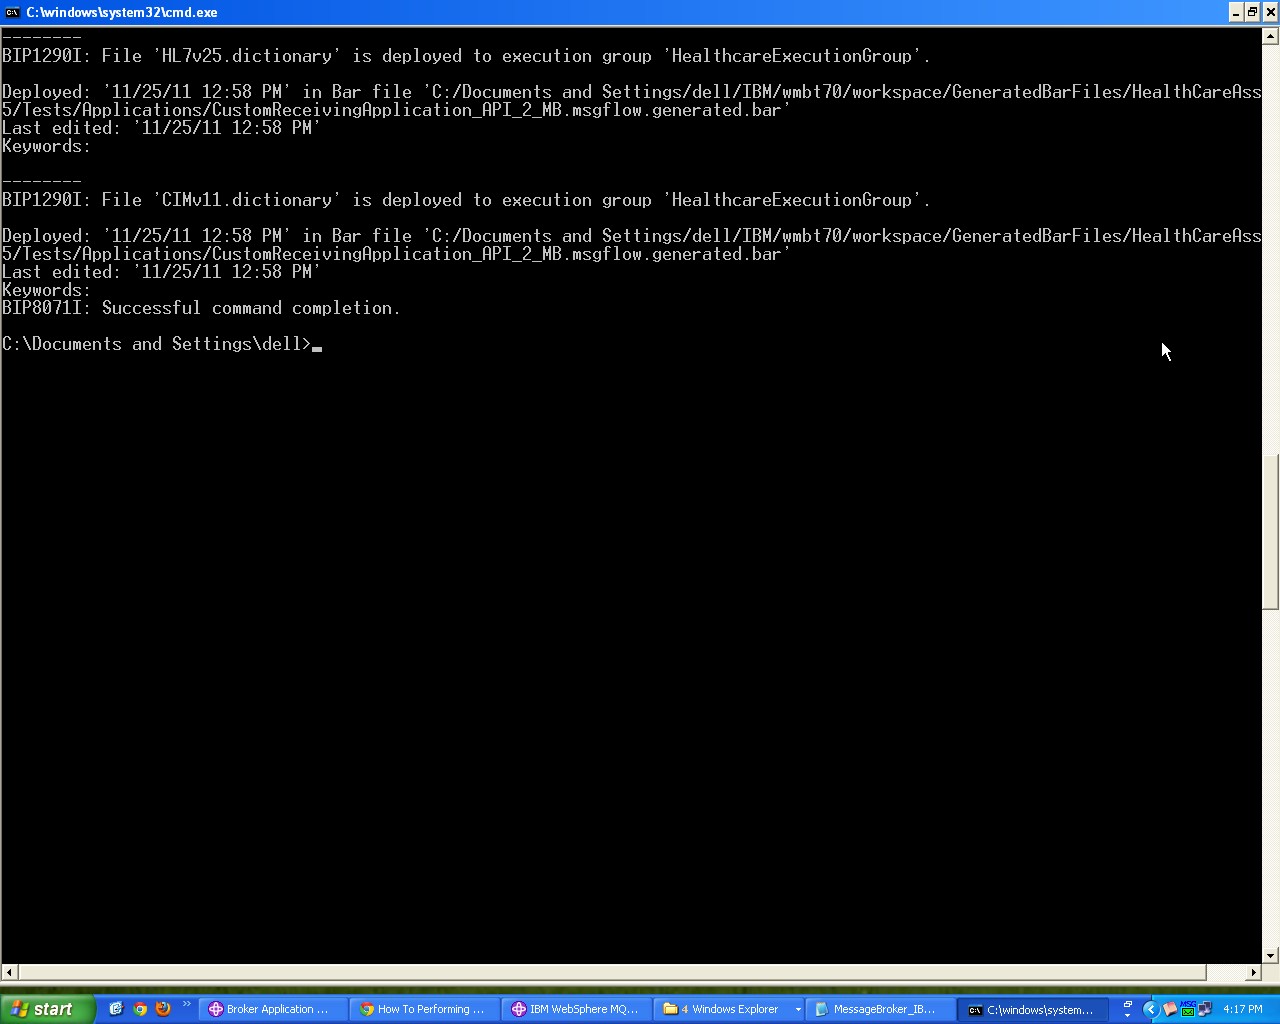 C:\windows\system32\cmd.exe
--------
BIP1290I: File 'HL7v25.dictionary' is deployed to execution group 'HealthcareExecutionGroup'.
Deployed: '11/25/11 12:58 PM' in Bar file 'C:/Documents and Settings/dell/IBM/wmbt70/workspace/GeneratedBarFiles/HealthCareAss
5/Tests/Applications/CustomReceivingApplication_API_2_MB.msgflow.generated.bar'
Last edited: '11/25/11 12:58 PM'
Keywords:
--------
BIP1290I: File 'CIMv11.dictionary' is deployed to execution group 'HealthcareExecutionGroup'.
Deployed: '11/25/11 12:58 PM' in Bar file 'C:/Documents and Settings/dell/IBM/wmbt70/workspace/GeneratedBarFiles/HealthCareAss
5/Tests/Applications/CustomReceivingApplication_API_2_MB.msgflow.generated.bar'
Last edited: '11/25/11 12:58 PM'
Keywords:
BIP8071I: Successful command completion.
C:\Documents and Settings\dell>_
start » Broker Application ... How To Performing ... IBM WebSphere MQ... 4 Windows Explorer MessageBroker_IB... C:\windows\system... MSG 4:17 PM